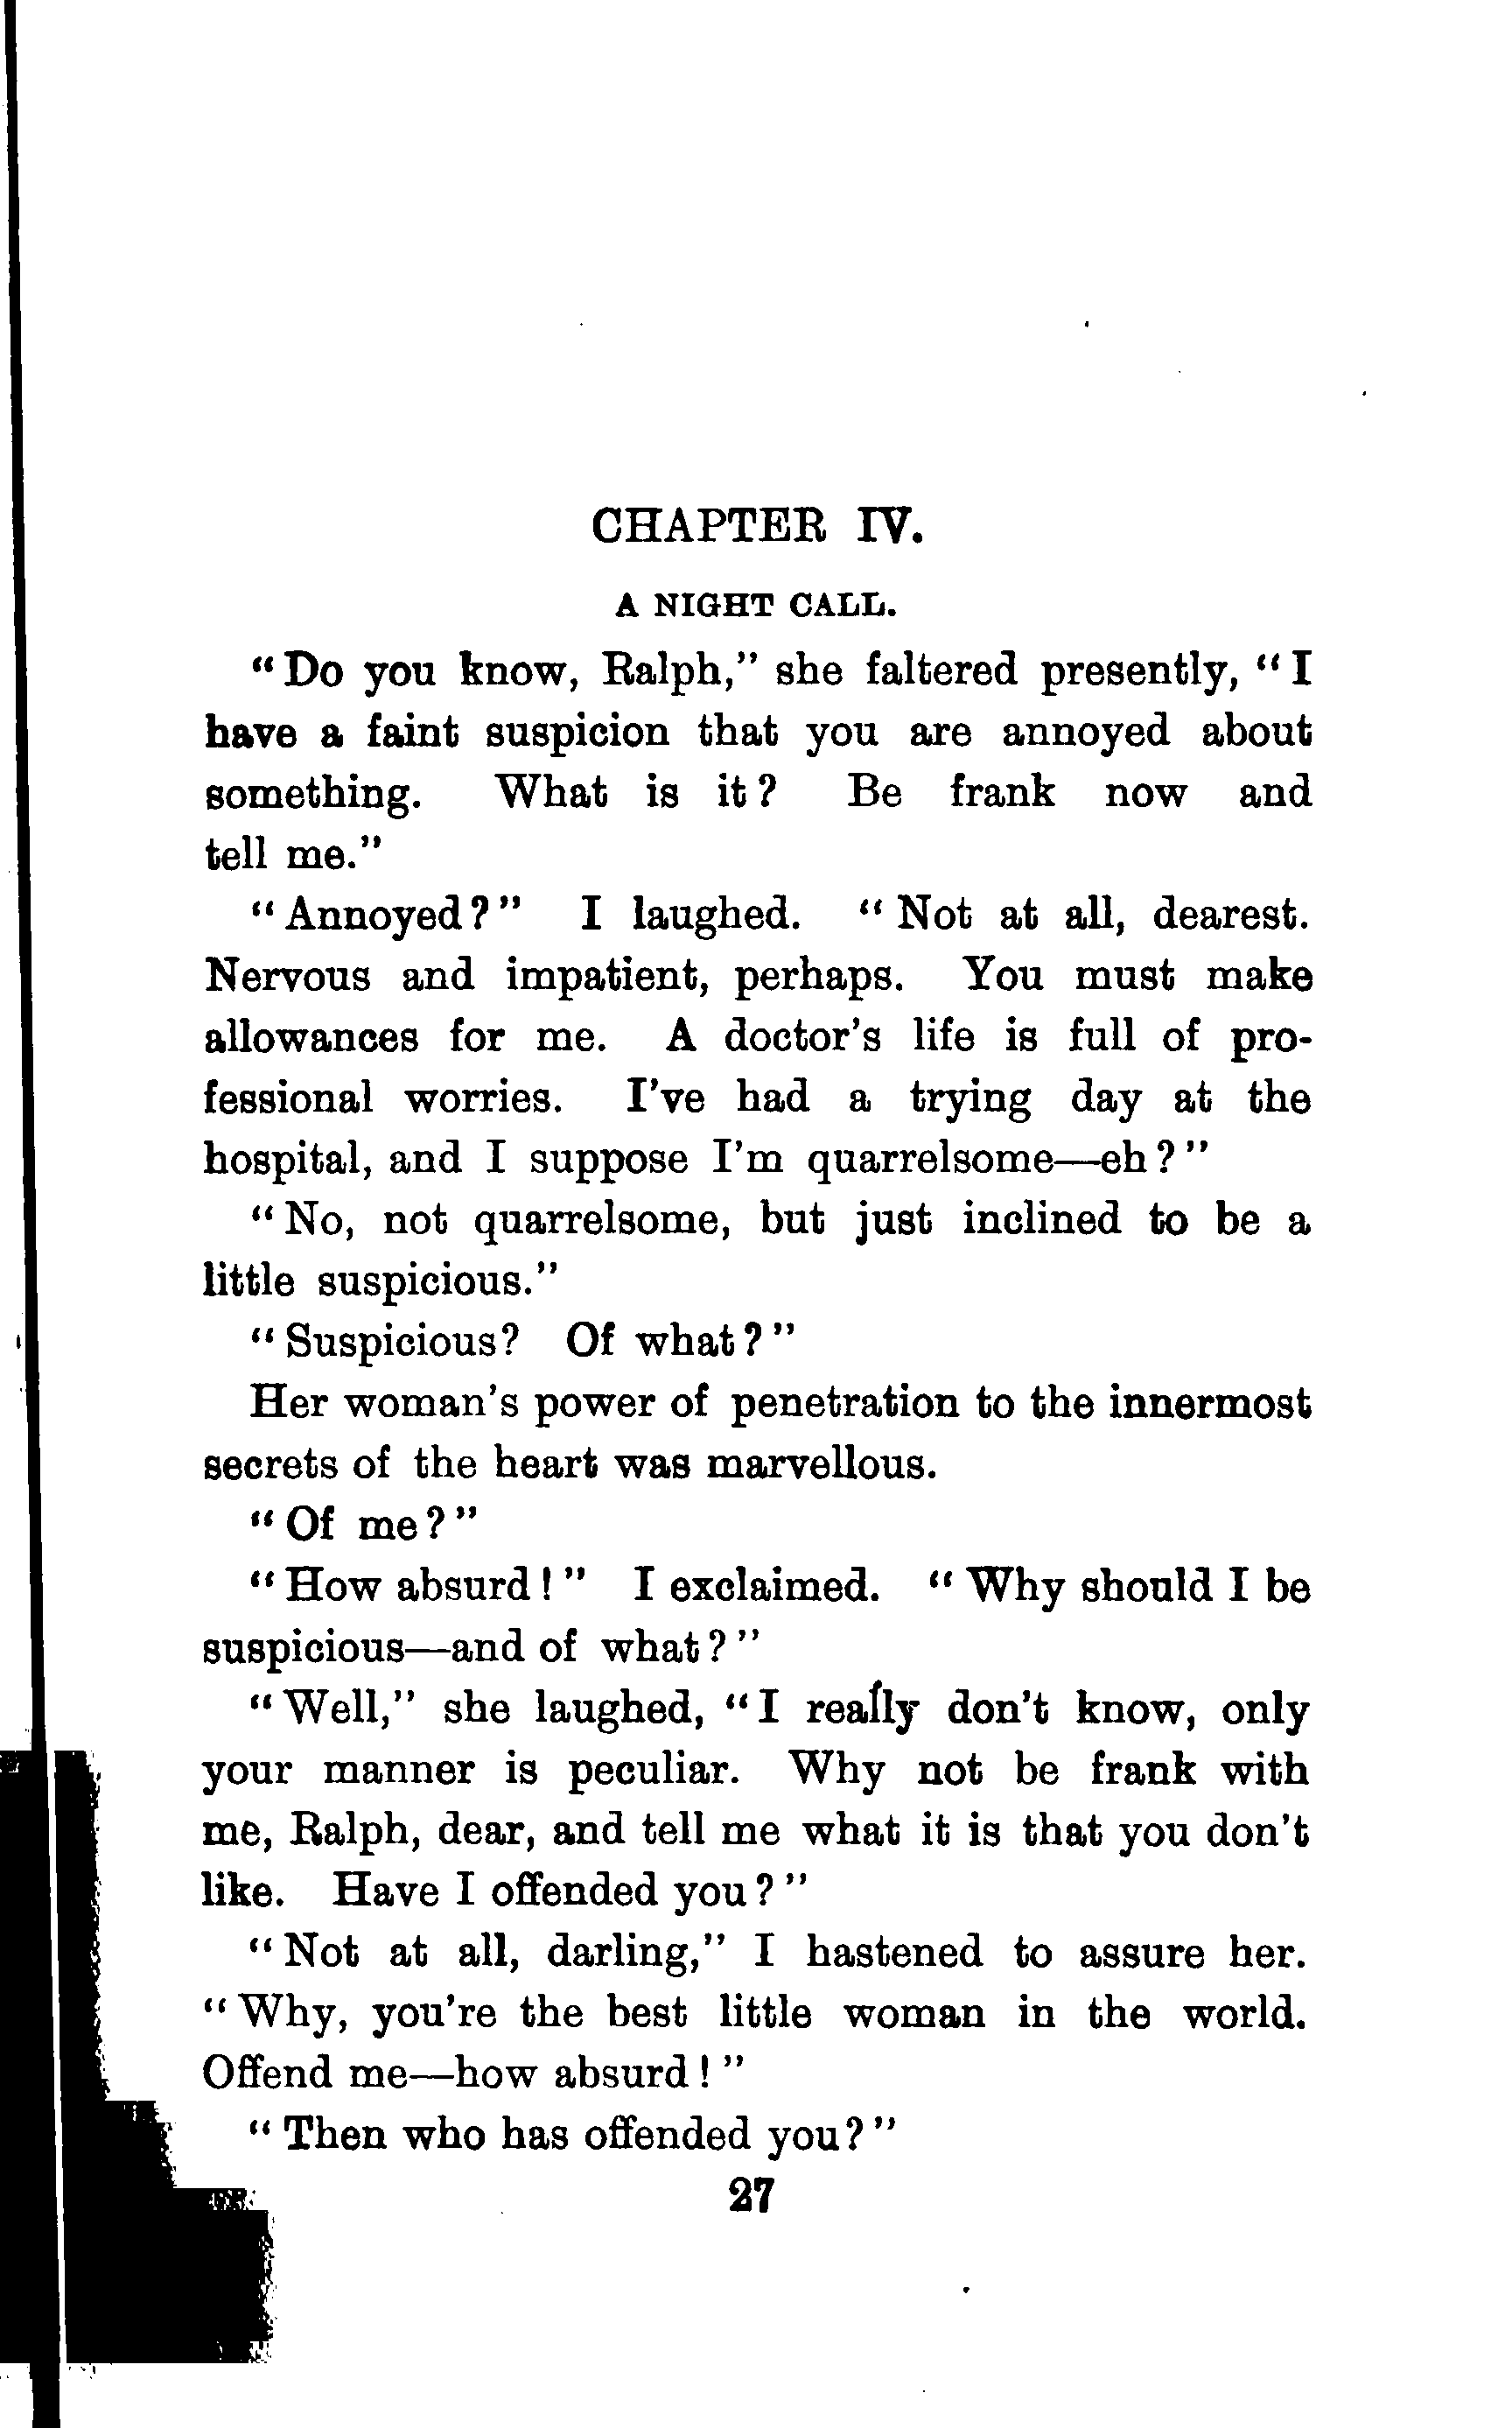 CHAPTER IV.
A NIGHT CALL.
"Do you know, Ralph," she faltered presently, "I
have a faint suspicion that you are annoyed about
something. What is it? Be frank now and
tell me."
"Annoyed?" I laughed. "Not at all, dearest.
Nervous and impatient, perhaps. You must make
allowances for me. A doctor's life is full of pro-
fessional worries. I've had a trying day at the
hospital, and I suppose I'm quarrelsome—eh?"
"No, not quarrelsome, but just inclined to be a
little suspicious."
"Suspicious? Of what?"
Her woman's power of penetration to the innermost
secrets of the heart was marvellous.
"Of me?"
"How absurd!" I exclaimed. "Why should I be
suspicious—and of what?"
"Well," she laughed, "I really don't know, only
your manner is peculiar. Why not be frank with
me, Ralph, dear, and tell me what it is that you don't
like. Have I offended you?"
"Not at all, darling," I hastened to assure her.
"Why, you're the best little woman in the world.
Offend me—how absurd!"
"Then who has offended you?"
27